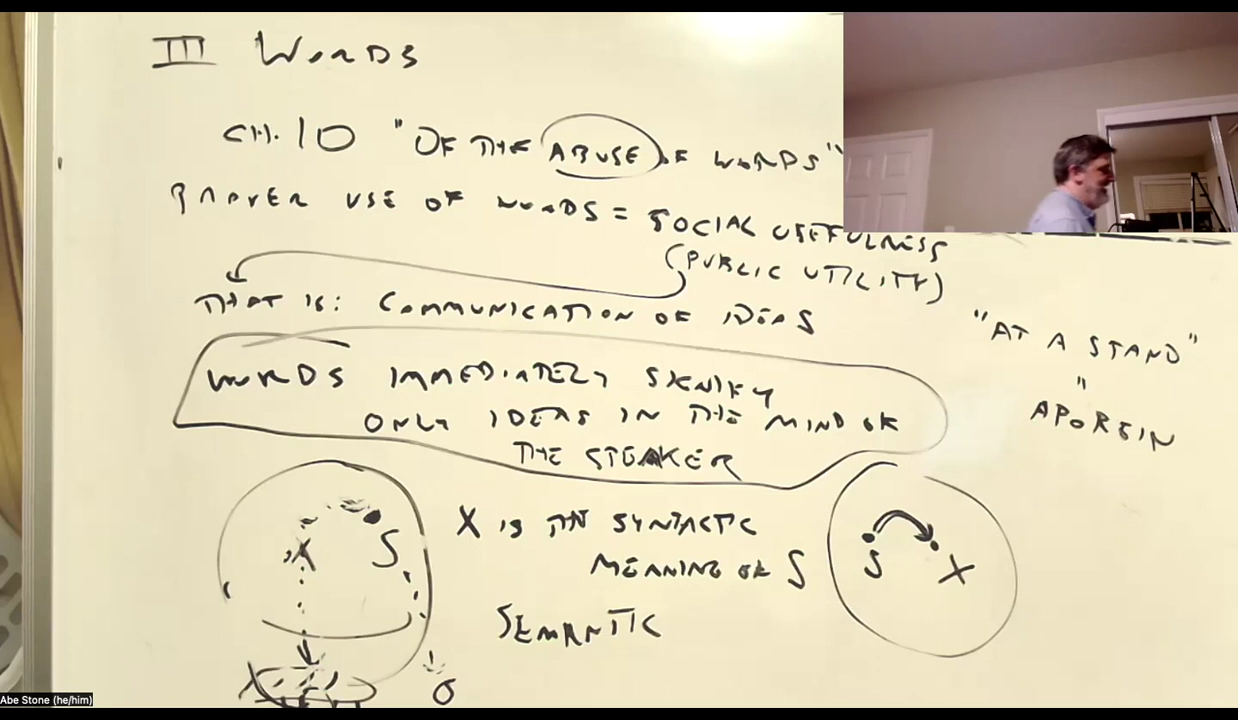 III WORDS
CH. 10 "OF THE ABUSE OF WORDS"
PROPER USE OF WORDS = SOCIAL USEFULNESS
(PUBLIC UTILITY)
THAT IS: COMMUNICATION OF IDEAS
"AT A STAND"
"
APOREIN
WORDS IMMEDIATELY SIGNIFY
ONLY IDEAS IN THE MIND OF
THE SPEAKER
X IS AN SYNTACTIC
MEANING OF S
SEMANTIC
X
S
S
X
X
σ
Abe Stone (he/him)